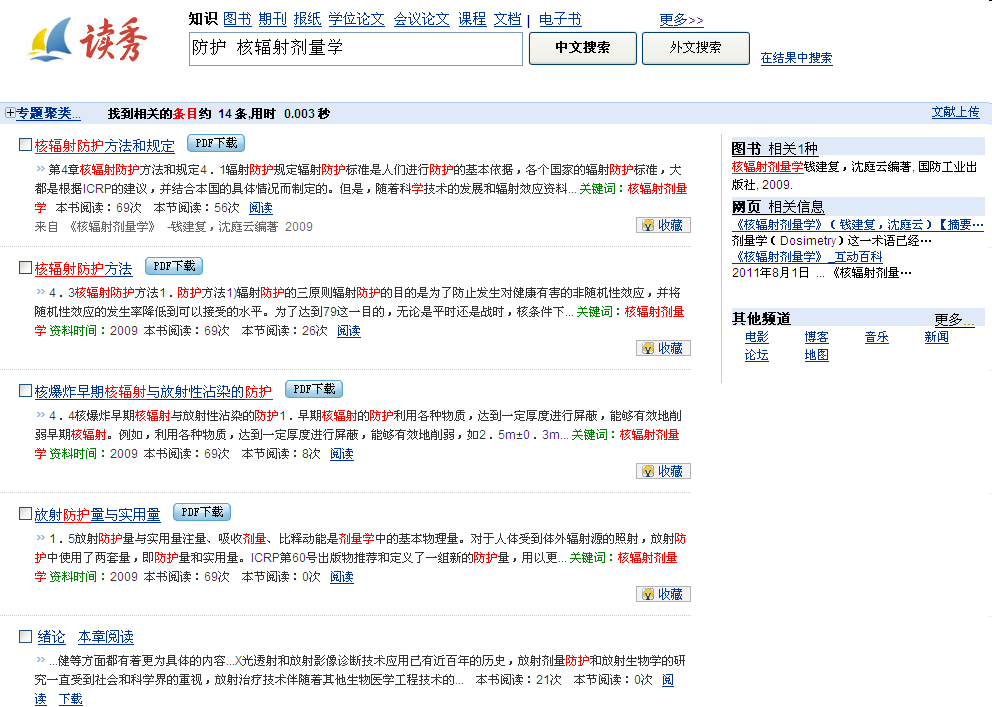 读秀
知识 图书 期刊 报纸 学位论文 会议论文 课程 文档 | 电子书 更多>>
防护 核辐射剂量学 中文搜索 外文搜索 在结果中搜索
专题聚类... 找到相关的条目约 14 条,用时 0.003 秒 文献上传
核辐射防护方法和规定 PDF下载
>> 第4章核辐射防护方法和规定4．1辐射防护规定辐射防护标准是人们进行防护的基本依据，各个国家的辐射防护标准，大
都是根据ICRP的建议，并结合本国的具体情况而制定的。但是，随着科学技术的发展和辐射效应资料... 关键词：核辐射剂量
学 本书阅读：69次 本节阅读：56次 阅读
来自 《核辐射剂量学》 -钱建复，沈庭云编著 2009 收藏
核辐射防护方法 PDF下载
>> 4．3核辐射防护方法1．防护方法1)辐射防护的三原则辐射防护的目的是为了防止发生对健康有害的非随机性效应，并将
随机性效应的发生率降低到可以接受的水平。为了达到79这一目的，无论是平时还是战时，核条件下... 关键词：核辐射剂量
学 资料时间：2009 本书阅读：69次 本节阅读：26次 阅读
收藏
核爆炸早期核辐射与放射性沾染的防护 PDF下载
>> 4．4核爆炸早期核辐射与放射性沾染的防护1．早期核辐射的防护利用各种物质，达到一定厚度进行屏蔽，能够有效地削
弱早期核辐射。例如，利用各种物质，达到一定厚度进行屏蔽，能够有效地削弱，如2．5m±0．3m... 关键词：核辐射剂量
学 资料时间：2009 本书阅读：69次 本节阅读：8次 阅读
收藏
放射防护量与实用量 PDF下载
>> 1．5放射防护量与实用量注量、吸收剂量、比释动能是剂量学中的基本物理量。对于人体受到体外辐射源的照射，放射防
护中使用了两套量，即防护量和实用量。ICRP第60号出版物推荐和定义了一组新的防护量，用以更... 关键词：核辐射剂量
学 资料时间：2009 本书阅读：69次 本节阅读：0次 阅读
收藏
绪论 本章阅读
>> ...健等方面都有着更为具体的内容...X光透射和放射影像诊断技术应用已有近百年的历史，放射剂量防护和放射生物学的研
究一直受到社会和科学界的重视，放射治疗技术伴随着其他生物医学工程技术的... 本书阅读：21次 本节阅读：0次 阅
读 下载
图书 相关1种
核辐射剂量学钱建复，沈庭云编著, 国防工业出
版社, 2009.
网页 相关信息
《核辐射剂量学》（钱建复，沈庭云）【摘要…
剂量学 ( Dosimetry ) 这一术语已经…
《核辐射剂量学》_互动百科
2011年8月1日 ... 《核辐射剂量…
其他频道 更多...
电影 博客 音乐 新闻
论坛 地图